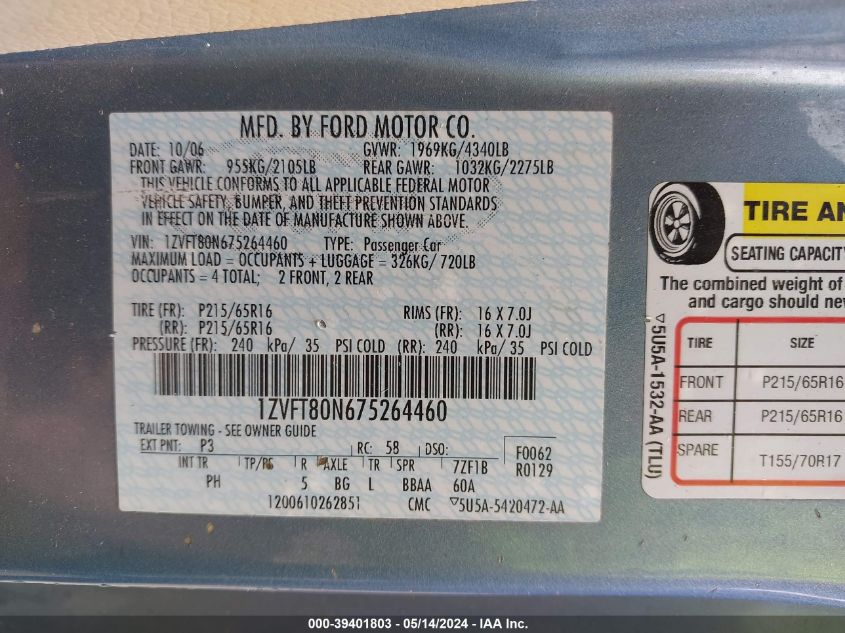 MFD. BY FORD MOTOR CO.
DATE: 10/06 GVWR: 1969KG/4340LB
FRONT GAWR: 955KG/2105LB REAR GAWR: 1032KG/2275LB
THIS VEHICLE CONFORMS TO ALL APPLICABLE FEDERAL MOTOR
VEHICLE SAFETY, BUMPER, AND THEFT PREVENTION STANDARDS
IN EFFECT ON THE DATE OF MANUFACTURE SHOWN ABOVE.
VIN: 1ZVFT80N675264460 TYPE: Passenger Car
MAXIMUM LOAD = OCCUPANTS + LUGGAGE = 326KG/ 720LB
OCCUPANTS = 4 TOTAL; 2 FRONT, 2 REAR
TIRE (FR): P215/65R16 RIMS (FR): 16 X 7.0J
(RR): P215/65R16 (RR): 16 X 7.0J
PRESSURE (FR): 240 kPa/ 35 PSI COLD (RR): 240 kPa/ 35 PSI COLD
1ZVFT80N675264460
TRAILER TOWING - SEE OWNER GUIDE
EXT PNT: P3 RC: 58 DSO: F0062
R0129
INT TR TP/PS R AXLE TR SPR 7ZF1B
PH 5 BG L BBAA 60A
1200610262851 CMC ▽5U5A-5420472-AA
TIRE AN
SEATING CAPACITY
The combined weight of
and cargo should nev
▽5U5A-1532-AA (TLU)
TIRE SIZE
FRONT P215/65R16
REAR P215/65R16
SPARE T155/70R17
000-39401803 - 05/14/2024 - IAA Inc.